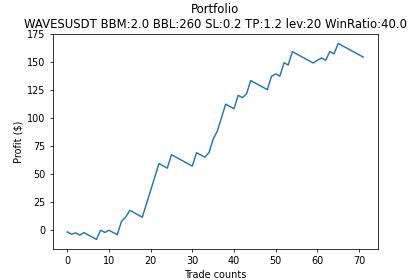 Portfolio
WAVESUSDT BBM:2.0 BBL:260 SL:0.2 TP:1.2 lev:20 WinRatio:40.0
175
150
125
100
75
50
25
0
Profit ($)
0 10 20 30 40 50 60 70
Trade counts